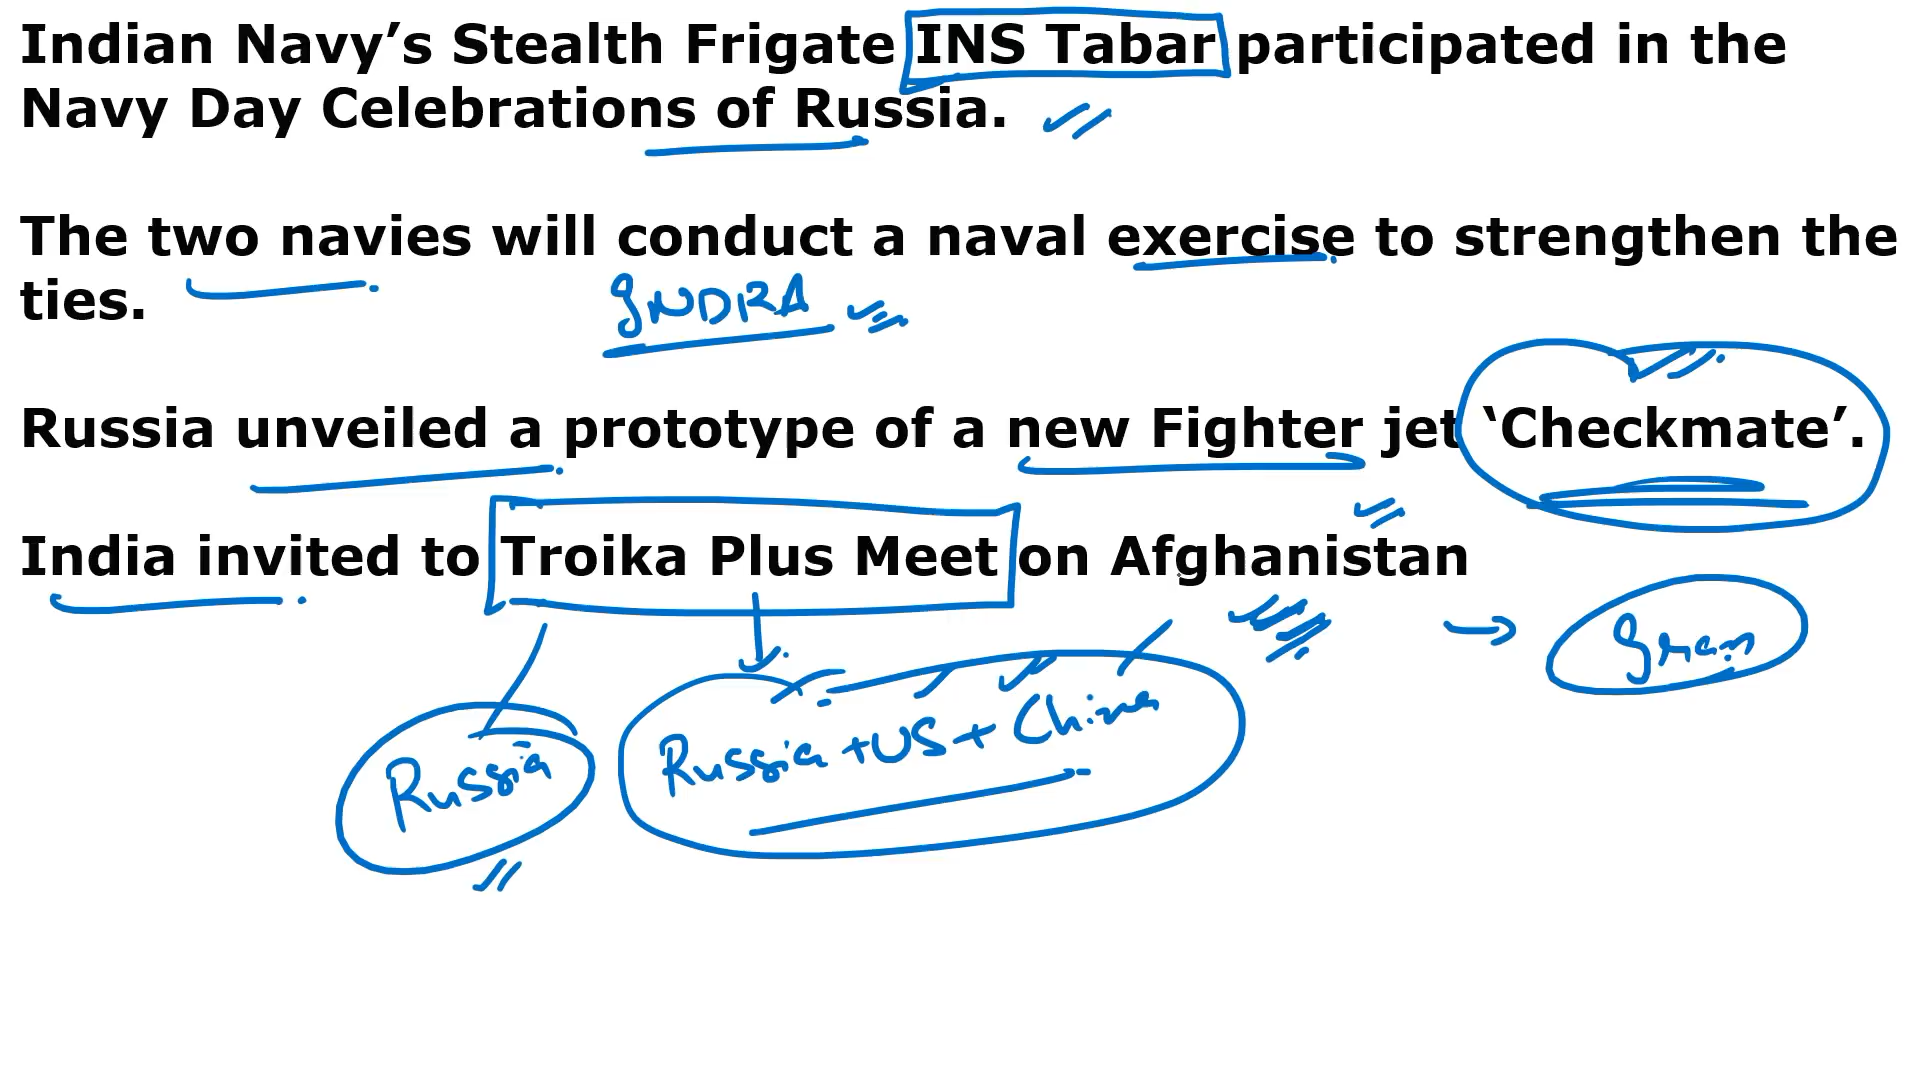 Indian Navy’s Stealth Frigate INS Tabar participated in the
Navy Day Celebrations of Russia.
The two navies will conduct a naval exercise to strengthen the
ties.
INDRA
Russia unveiled a prototype of a new Fighter jet ‘Checkmate’.
India invited to Troika Plus Meet on Afghanistan
Iran
Russia
Russia + US + China